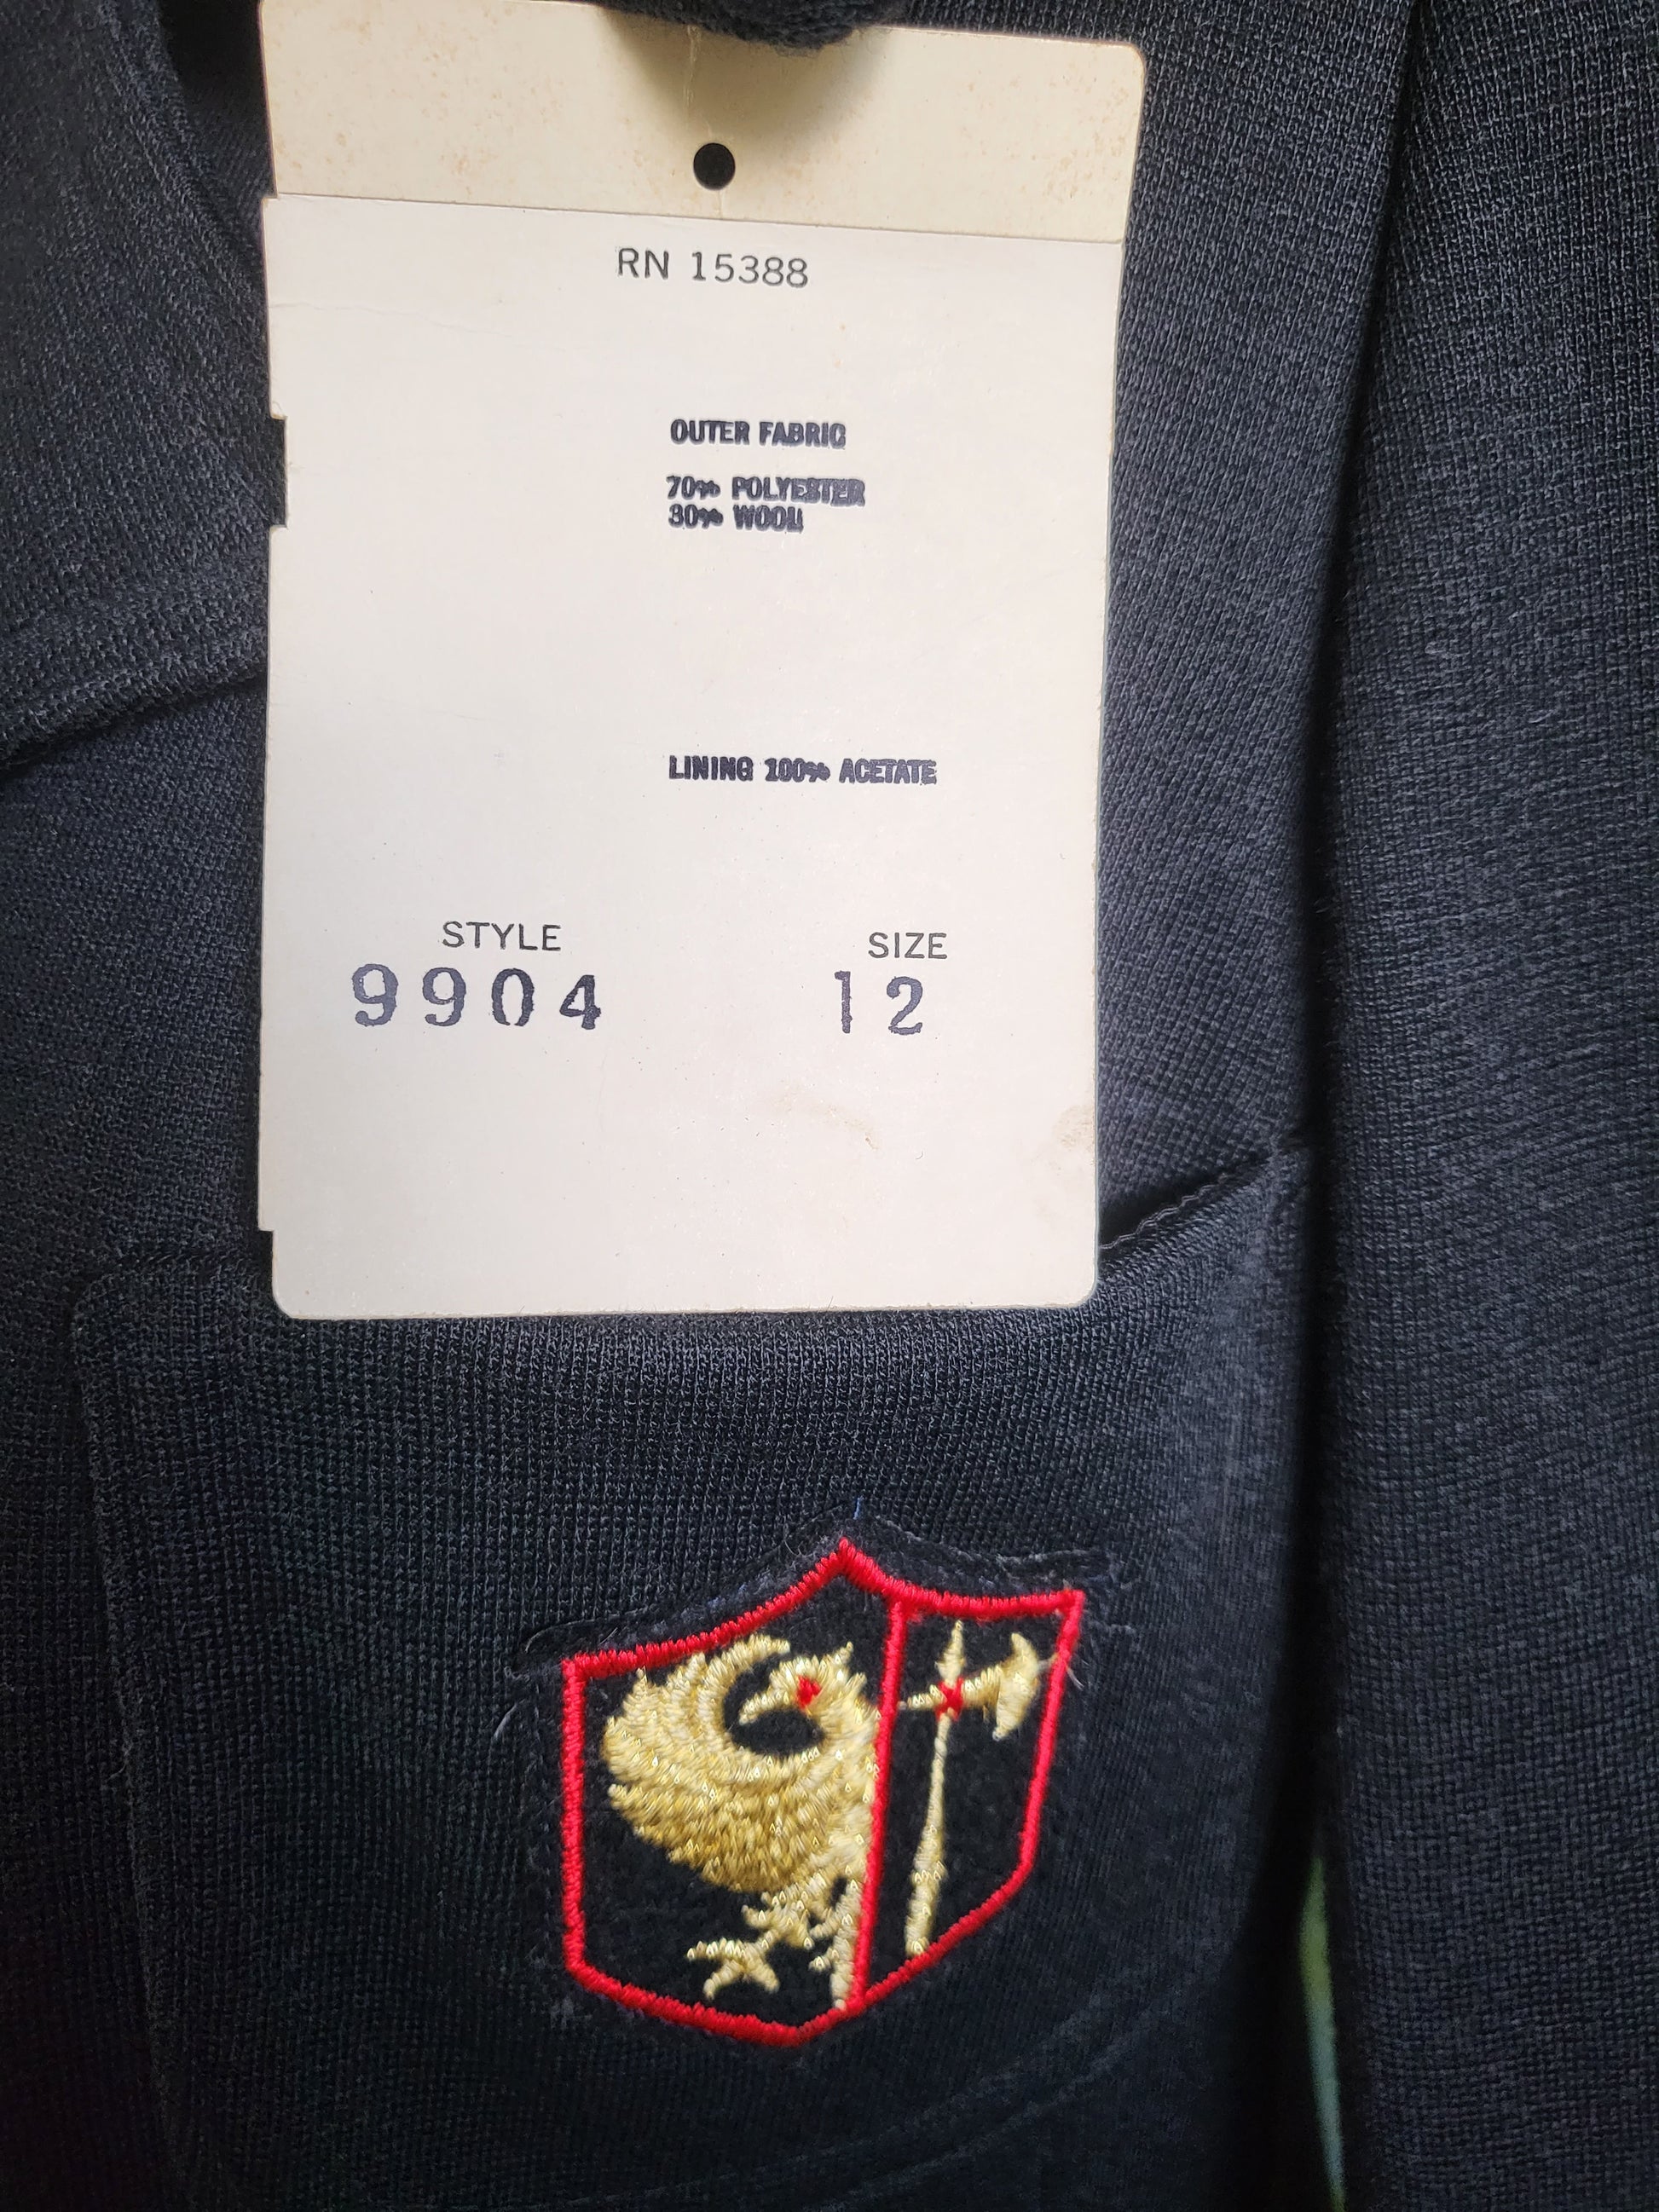 RN 15388
OUTER FABRIC
70% POLYESTER
30% WOOL
LINING 100% ACETATE
STYLE SIZE
9904 12